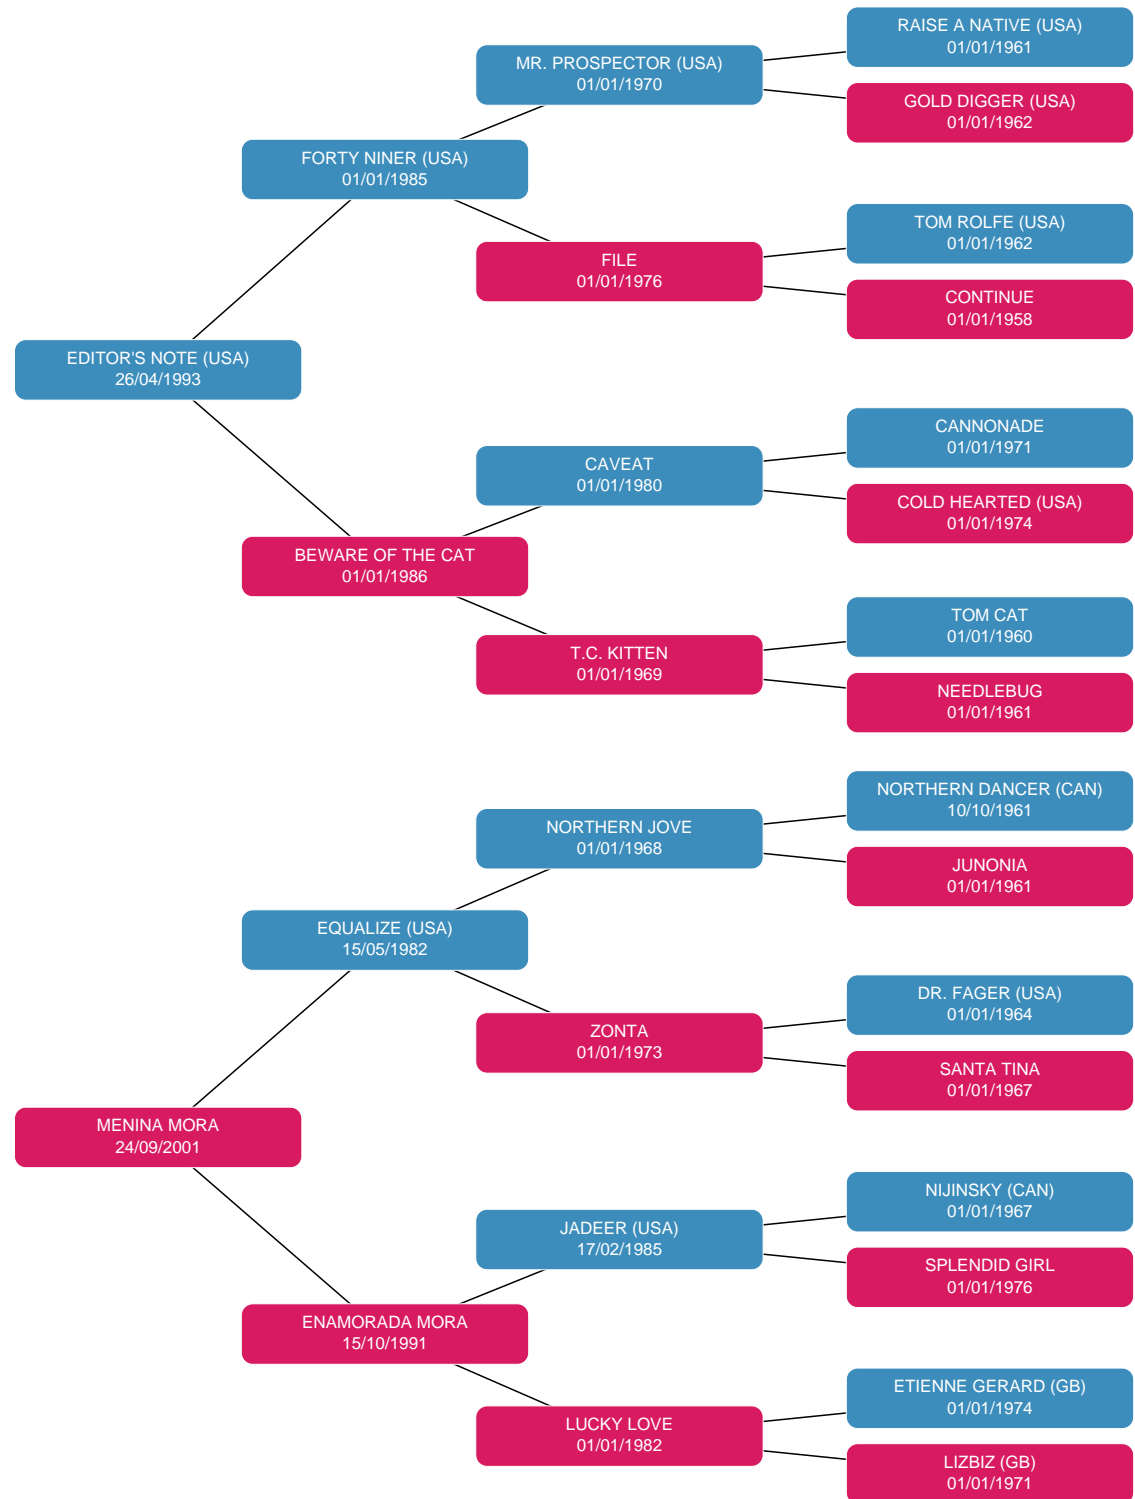 RAISE A NATIVE (USA)
01/01/1961
MR. PROSPECTOR (USA)
01/01/1970
GOLD DIGGER (USA)
01/01/1962
FORTY NINER (USA)
01/01/1985
TOM ROLFE (USA)
01/01/1962
FILE
01/01/1976
CONTINUE
01/01/1958
EDITOR'S NOTE (USA)
26/04/1993
CANNONADE
01/01/1971
CAVEAT
01/01/1980
COLD HEARTED (USA)
01/01/1974
BEWARE OF THE CAT
01/01/1986
TOM CAT
01/01/1960
T.C. KITTEN
01/01/1969
NEEDLEBUG
01/01/1961
NORTHERN DANCER (CAN)
10/10/1961
NORTHERN JOVE
01/01/1968
JUNONIA
01/01/1961
EQUALIZE (USA)
15/05/1982
DR. FAGER (USA)
01/01/1964
ZONTA
01/01/1973
SANTA TINA
01/01/1967
MENINA MORA
24/09/2001
NIJINSKY (CAN)
01/01/1967
JADEER (USA)
17/02/1985
SPLENDID GIRL
01/01/1976
ENAMORADA MORA
15/10/1991
ETIENNE GERARD (GB)
01/01/1974
LUCKY LOVE
01/01/1982
LIZBIZ (GB)
01/01/1971